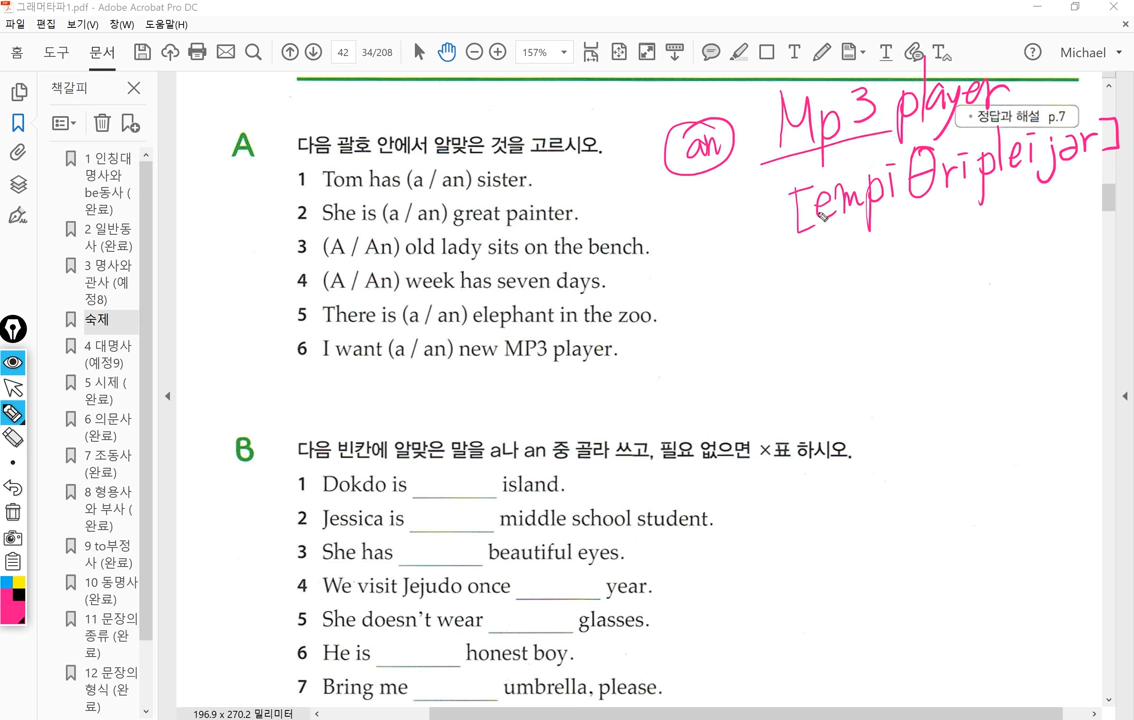 그래머타파1.pdf - Adobe Acrobat Pro DC
파일 편집 보기(V) 창(W) 도움말(H)
홈 도구 문서 42 34/208 157% Michael
책갈피
1 인칭대
명사와
be동사 (
완료)
2 일반동
사 (완료)
3 명사와
관사 (예
정8)
숙제
4 대명사
(예정9)
5 시제 (
완료)
6 의문사
(완료)
7 조동사
(완료)
8 형용사
와 부사 (
완료)
9 to부정
사 (완료)
10 동명사
(완료)
11 문장의
종류 (완
료)
12 문장의
형식 (완
료)
an
Mp3 player
[empiθripleijər]
• 정답과 해설 p.7
A 다음 괄호 안에서 알맞은 것을 고르시오.
1 Tom has (a / an) sister.
2 She is (a / an) great painter.
3 (A / An) old lady sits on the bench.
4 (A / An) week has seven days.
5 There is (a / an) elephant in the zoo.
6 I want (a / an) new MP3 player.
B 다음 빈칸에 알맞은 말을 a나 an 중 골라 쓰고, 필요 없으면 ×표 하시오.
1 Dokdo is ________ island.
2 Jessica is ________ middle school student.
3 She has ________ beautiful eyes.
4 We visit Jejudo once ________ year.
5 She doesn't wear ________ glasses.
6 He is ________ honest boy.
7 Bring me ________ umbrella, please.
196.9 x 270.2 밀리미터